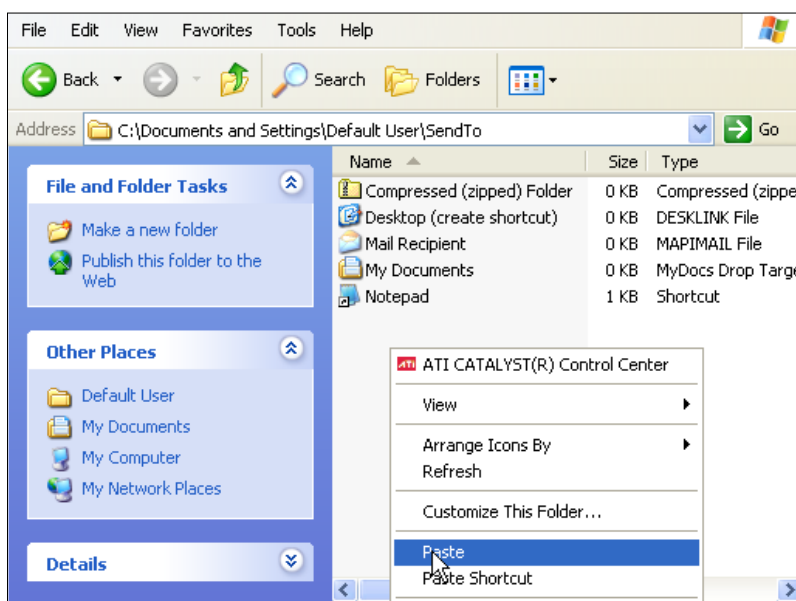 File Edit View Favorites Tools Help
Back Search Folders
Address C:\Documents and Settings\Default User\SendTo Go
File and Folder Tasks
Make a new folder
Publish this folder to the
Web
Other Places
Default User
My Documents
My Computer
My Network Places
Details
Name Size Type
Compressed (zipped) Folder 0 KB Compressed (zippe
Desktop (create shortcut) 0 KB DESKLINK File
Mail Recipient 0 KB MAPIMAIL File
My Documents 0 KB MyDocs Drop Targe
Notepad 1 KB Shortcut
ATI ATI CATALYST(R) Control Center
View
Arrange Icons By
Refresh
Customize This Folder...
Paste
Paste Shortcut